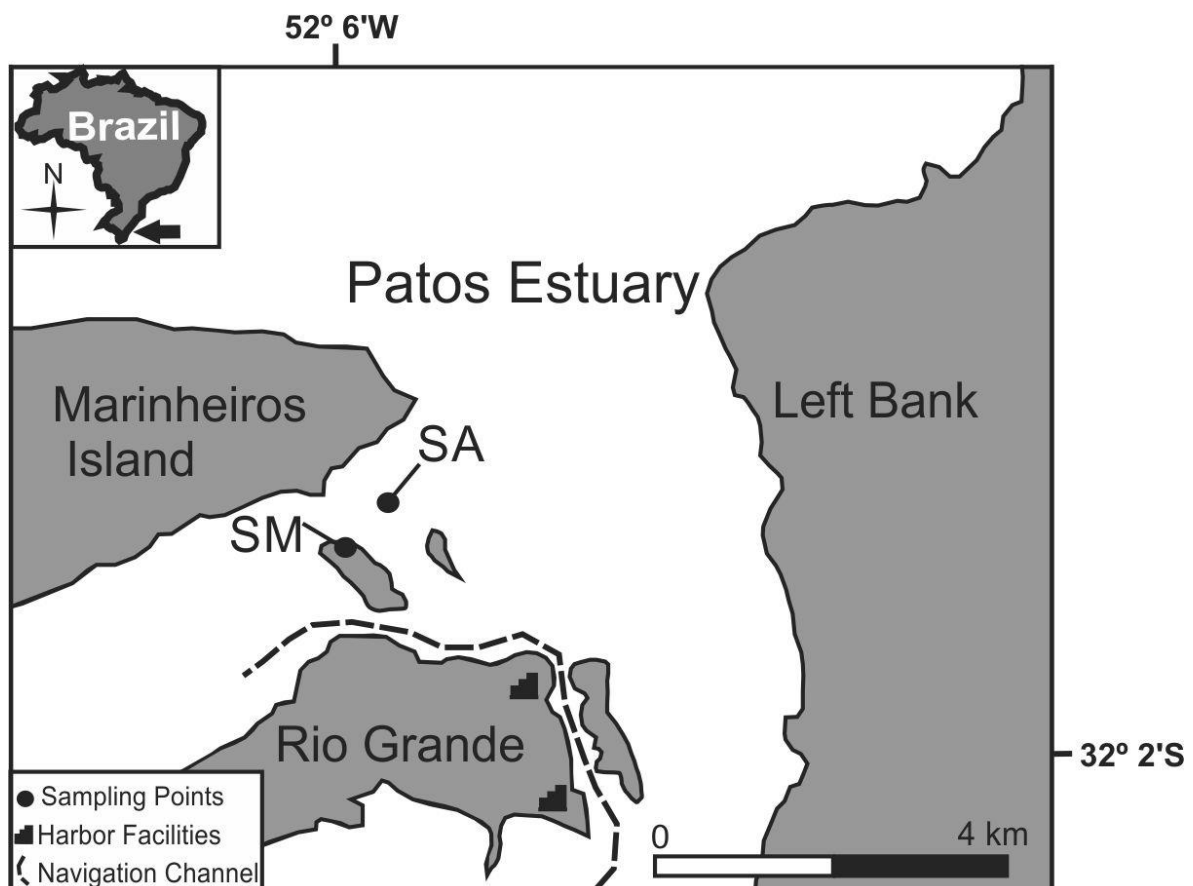 52º 6'W
Brazil
N
Patos Estuary
Marinheiros
Island
Left Bank
SA
SM
Rio Grande
32º 2'S
Sampling Points
Harbor Facilities
Navigation Channel
0 4 km